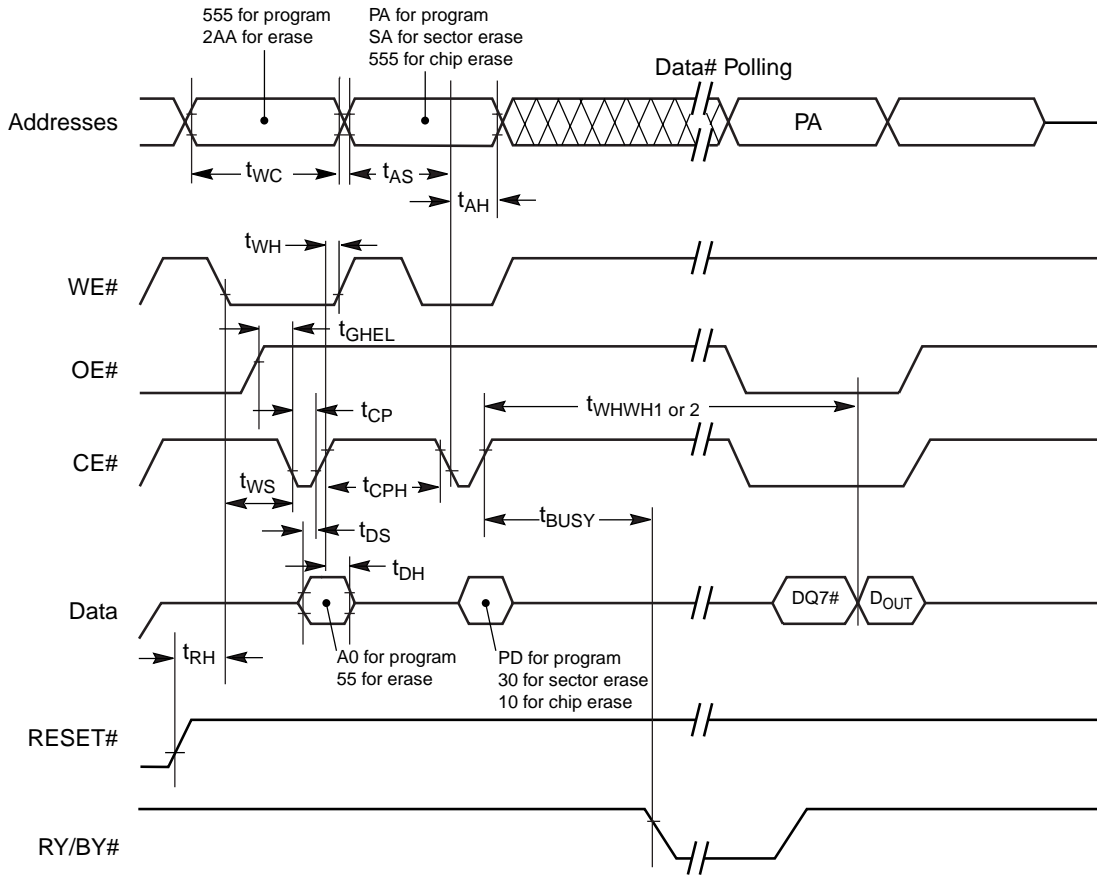 555 for program
2AA for erase
PA for program
SA for sector erase
555 for chip erase
Data# Polling
Addresses
PA
tWC
tAS
tAH
tWH
WE#
tGHEL
OE#
tWHWH1 or 2
tCP
CE#
tWS
tCPH
tBUSY
tDS
tDH
Data
DQ7#
DOUT
tRH
A0 for program
55 for erase
PD for program
30 for sector erase
10 for chip erase
RESET#
RY/BY#